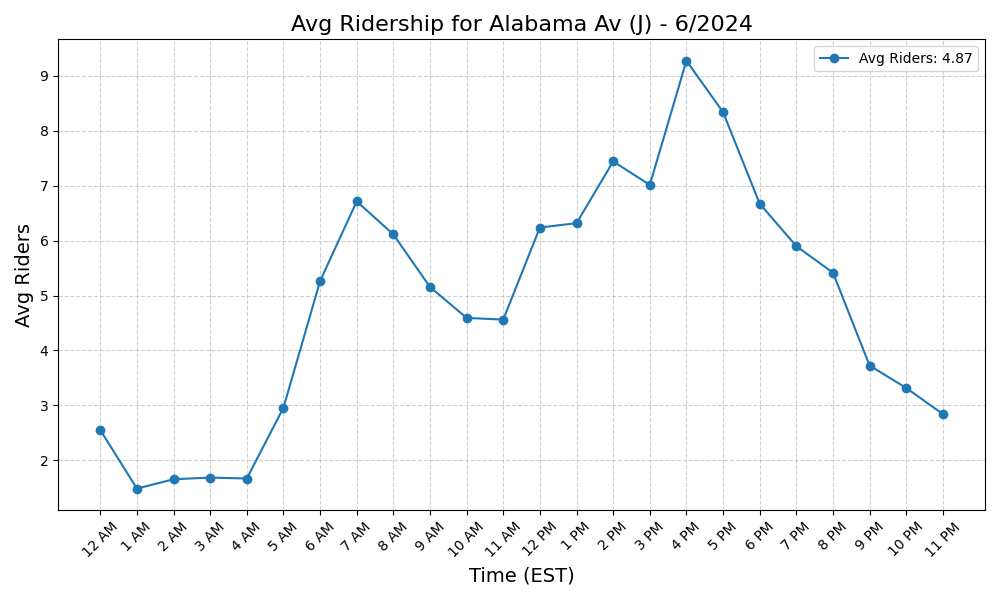 Avg Ridership for Alabama Av (J) - 6/2024
Avg Riders: 4.87
Avg Riders
9
8
7
6
5
4
3
2
12 AM
1 AM
2 AM
3 AM
4 AM
5 AM
6 AM
7 AM
8 AM
9 AM
10 AM
11 AM
12 PM
1 PM
2 PM
3 PM
4 PM
5 PM
6 PM
7 PM
8 PM
9 PM
10 PM
11 PM
Time (EST)